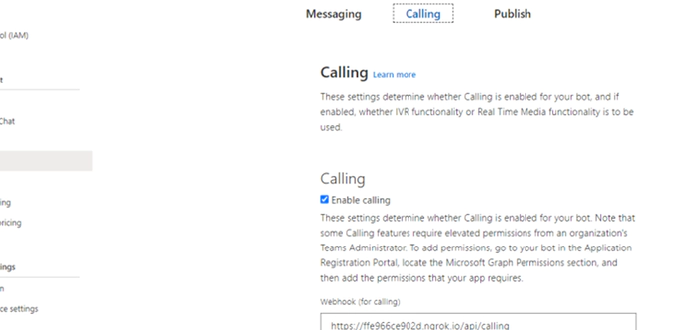 Messaging Calling Publish
ol (IAM)
t
Chat
ing
ricing
ings
n
ce settings
Calling Learn more
These settings determine whether Calling is enabled for your bot, and if
enabled, whether IVR functionality or Real Time Media functionality is to be
used.
Calling
Enable calling
These settings determine whether Calling is enabled for your bot. Note that
some Calling features require elevated permissions from an organization's
Teams Administrator. To add permissions, go to your bot in the Application
Registration Portal, locate the Microsoft Graph Permissions section, and
then add the permissions that your app requires.
Webhook (for calling)
https://ffe966ce902d.ngrok.io/api/calling